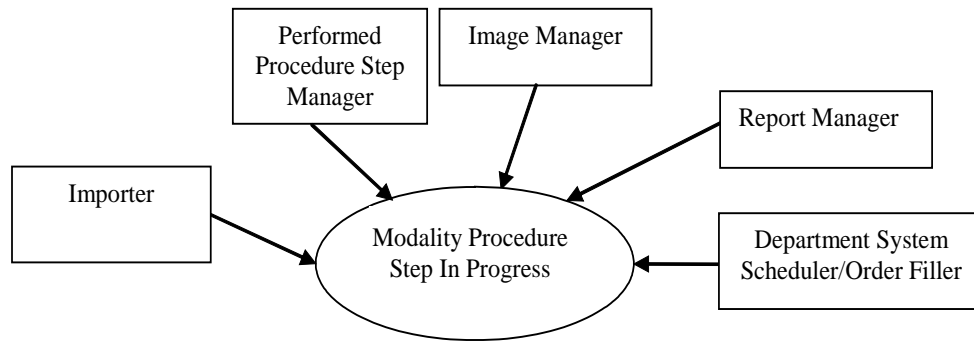 Performed
Procedure Step
Manager
Image Manager
Report Manager
Importer
Modality Procedure
Step In Progress
Department System
Scheduler/Order Filler